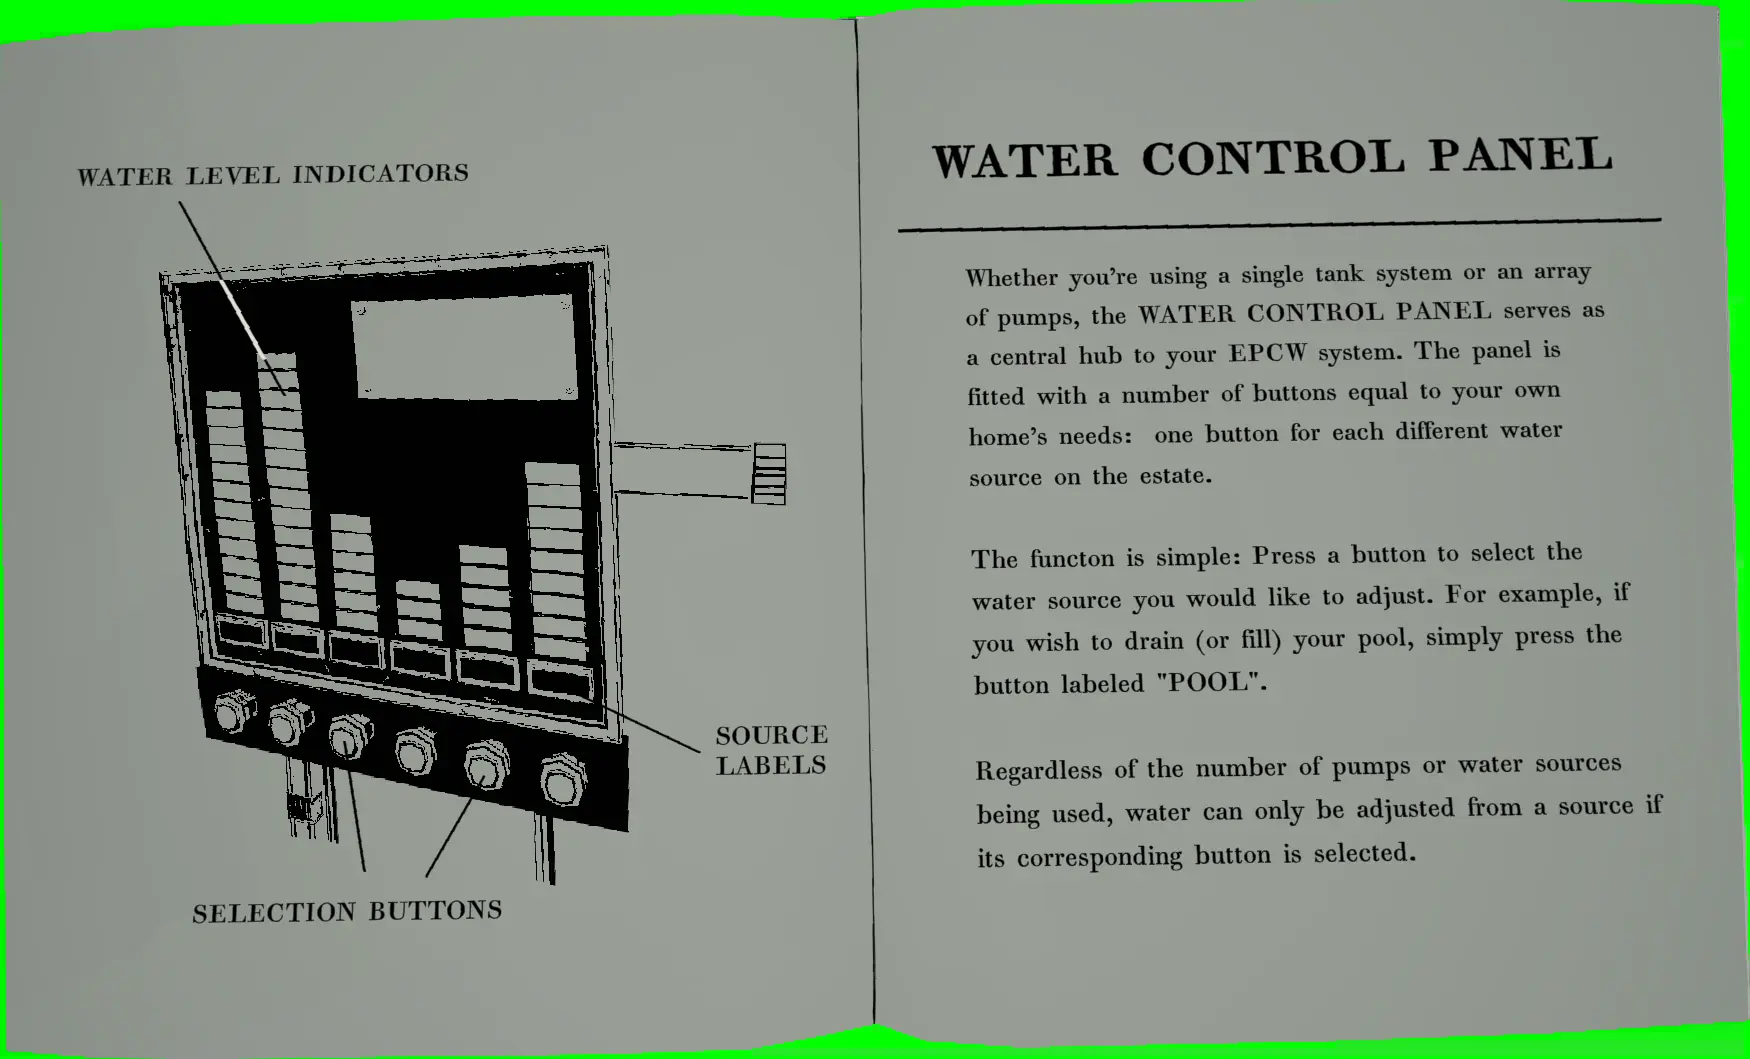 WATER LEVEL INDICATORS
SOURCE
LABELS
SELECTION BUTTONS
WATER CONTROL PANEL
Whether you're using a single tank system or an array
of pumps, the WATER CONTROL PANEL serves as
a central hub to your EPCW system. The panel is
fitted with a number of buttons equal to your own
home's needs: one button for each different water
source on the estate.
The functon is simple: Press a button to select the
water source you would like to adjust. For example, if
you wish to drain (or fill) your pool, simply press the
button labeled "POOL".
Regardless of the number of pumps or water sources
being used, water can only be adjusted from a source if
its corresponding button is selected.